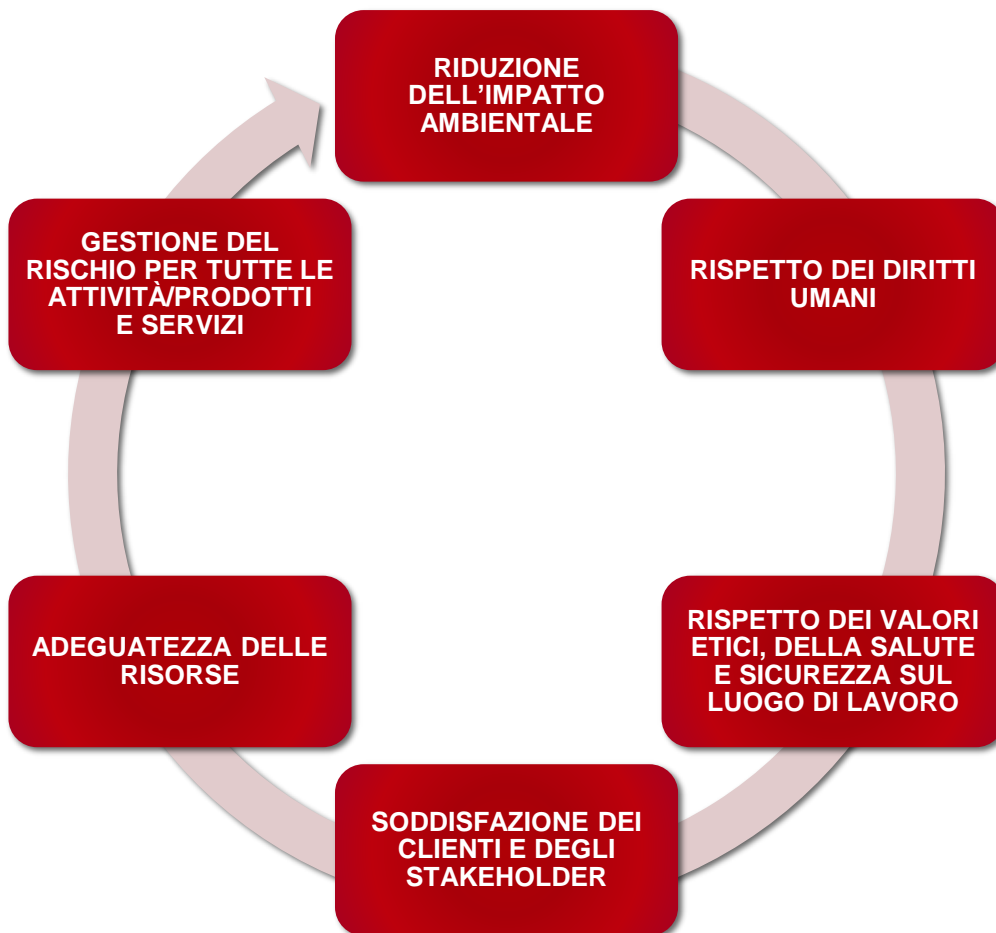 RIDUZIONE
DELL'IMPATTO
AMBIENTALE
RISPETTO DEI DIRITTI
UMANI
RISPETTO DEI VALORI
ETICI, DELLA SALUTE
E SICUREZZA SUL
LUOGO DI LAVORO
SODDISFAZIONE DEI
CLIENTI E DEGLI
STAKEHOLDER
ADEGUATEZZA DELLE
RISORSE
GESTIONE DEL
RISCHIO PER TUTTE LE
ATTIVITÀ/PRODOTTI
E SERVIZI